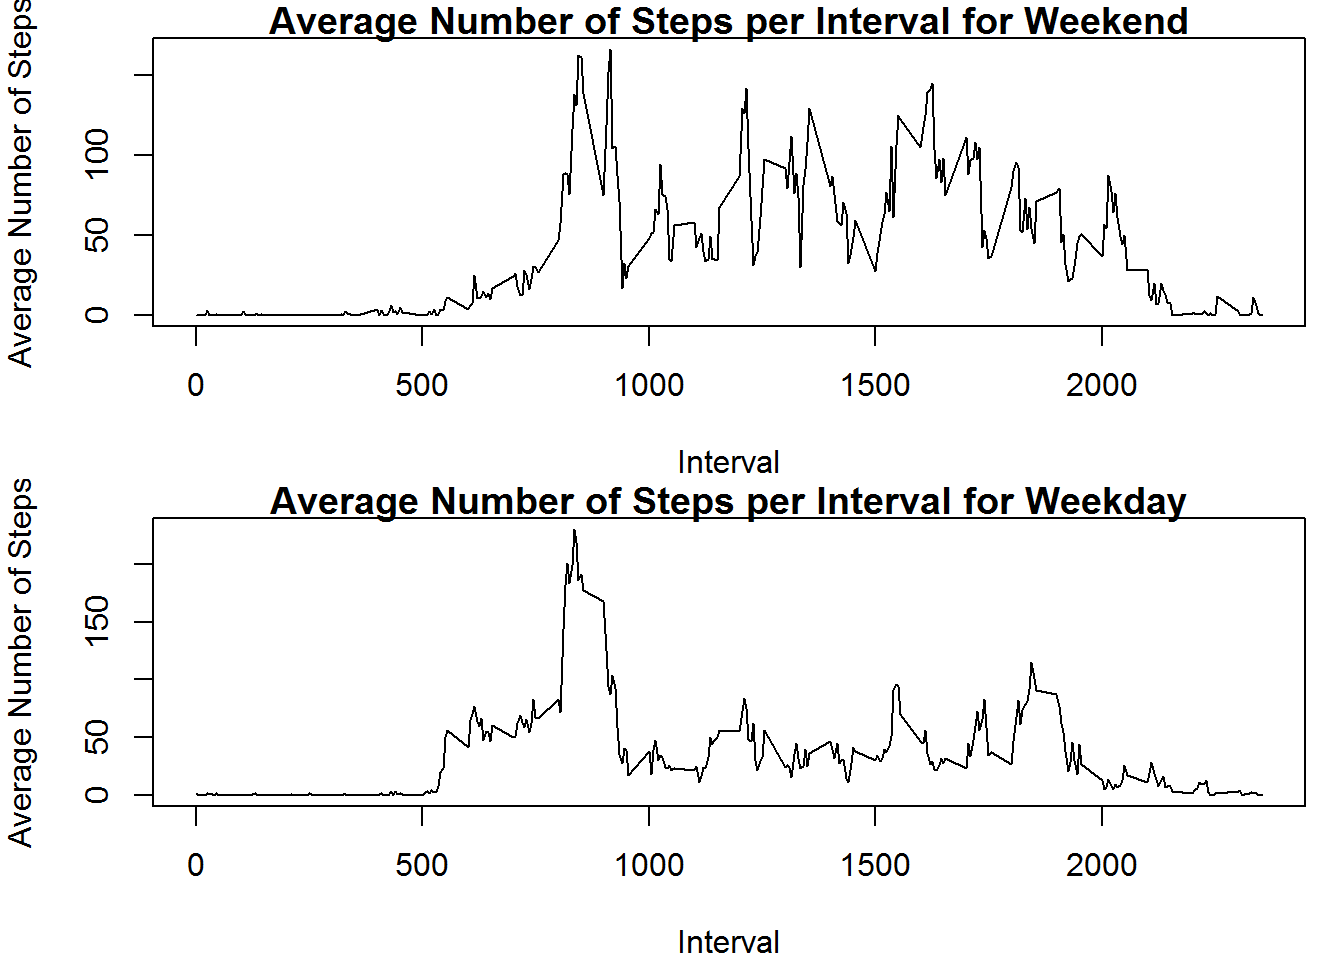 Average Number of Steps per Interval for Weekend
Average Number of Steps
100
50
0
0 500 1000 1500 2000
Interval
Average Number of Steps per Interval for Weekday
Average Number of Steps
150
50
0
0 500 1000 1500 2000
Interval